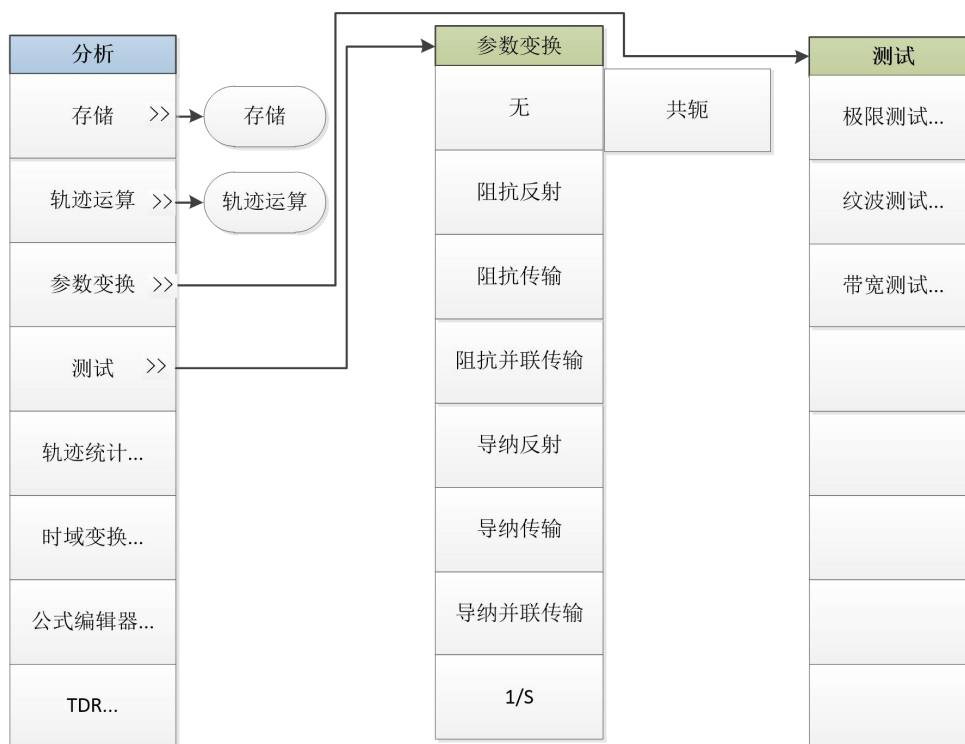 分析
存储 >>
存储
轨迹运算 >>
轨迹运算
参数变换 >>
测试 >>
轨迹统计...
时域变换...
公式编辑器...
TDR...
参数变换
无
共轭
阻抗反射
阻抗传输
阻抗并联传输
导纳反射
导纳传输
导纳并联传输
1/S
测试
极限测试...
纹波测试...
带宽测试...